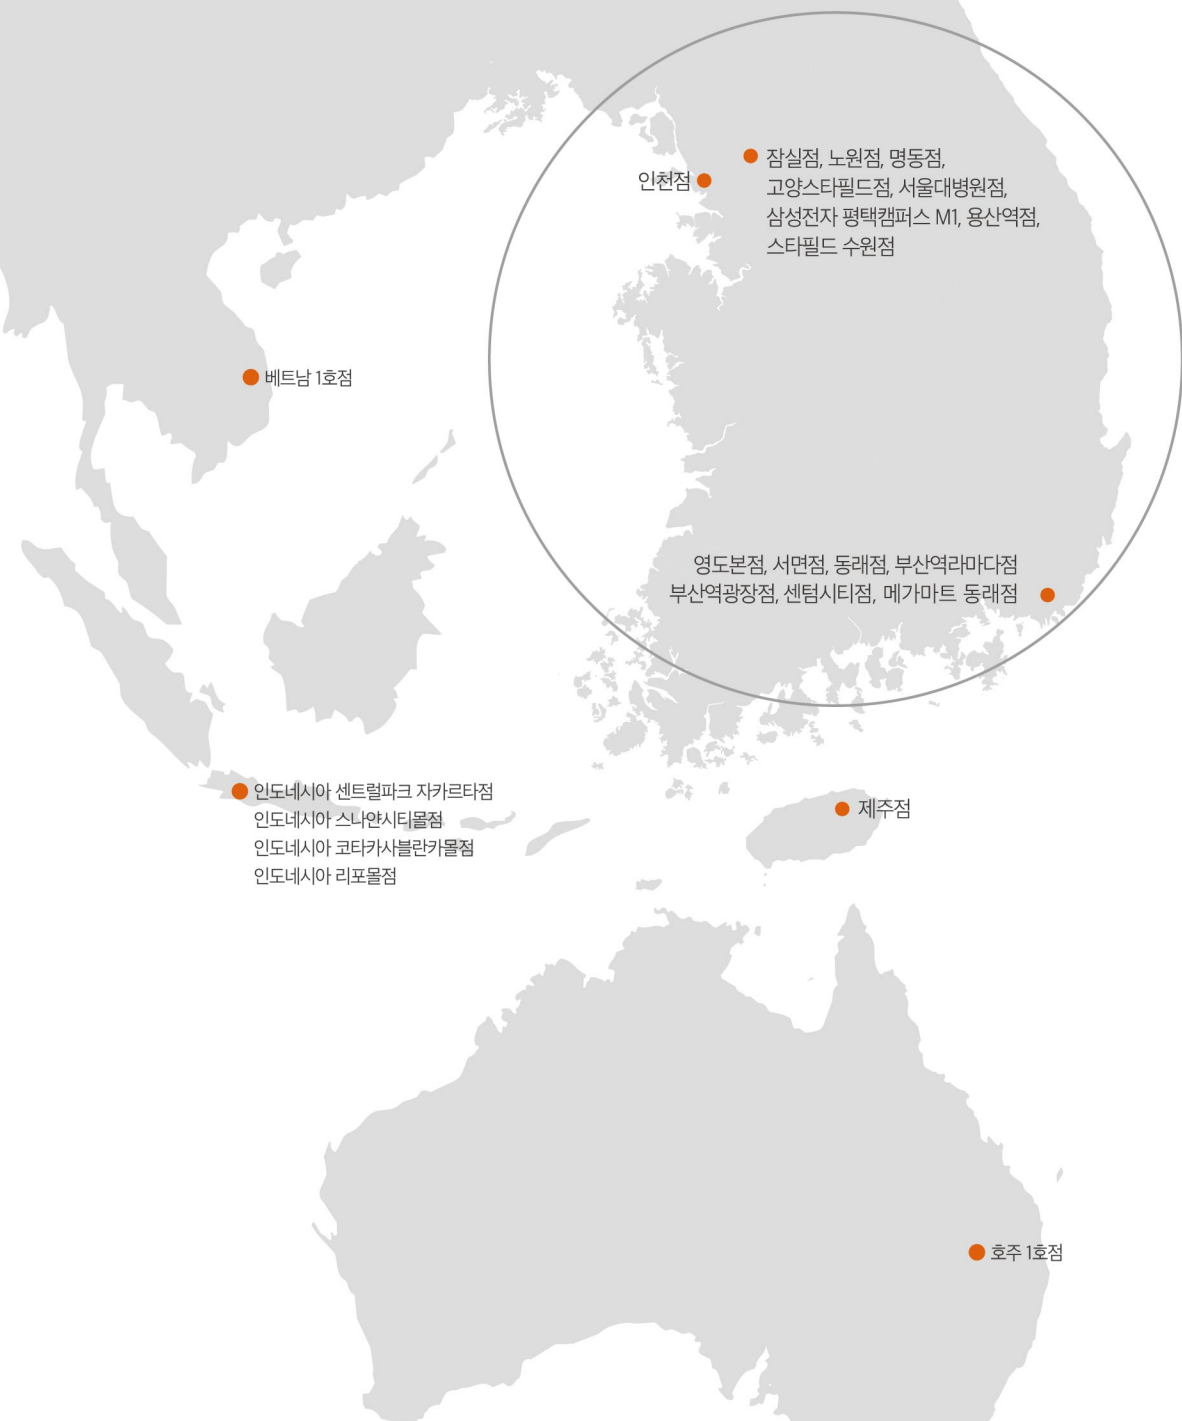 잠실점, 노원점, 명동점,
고양스타필드점, 서울대병원점,
삼성전자 평택캠퍼스 M1, 용산역점,
스타필드 수원점
인천점
베트남 1호점
영도본점, 서면점, 동래점, 부산역라마다점
부산역광장점, 센텀시티점, 메가마트 동래점
인도네시아 센트럴파크 자카르타점
인도네시아 스나얀시티몰점
인도네시아 코타카사블란카몰점
인도네시아 리포몰점
제주점
호주 1호점